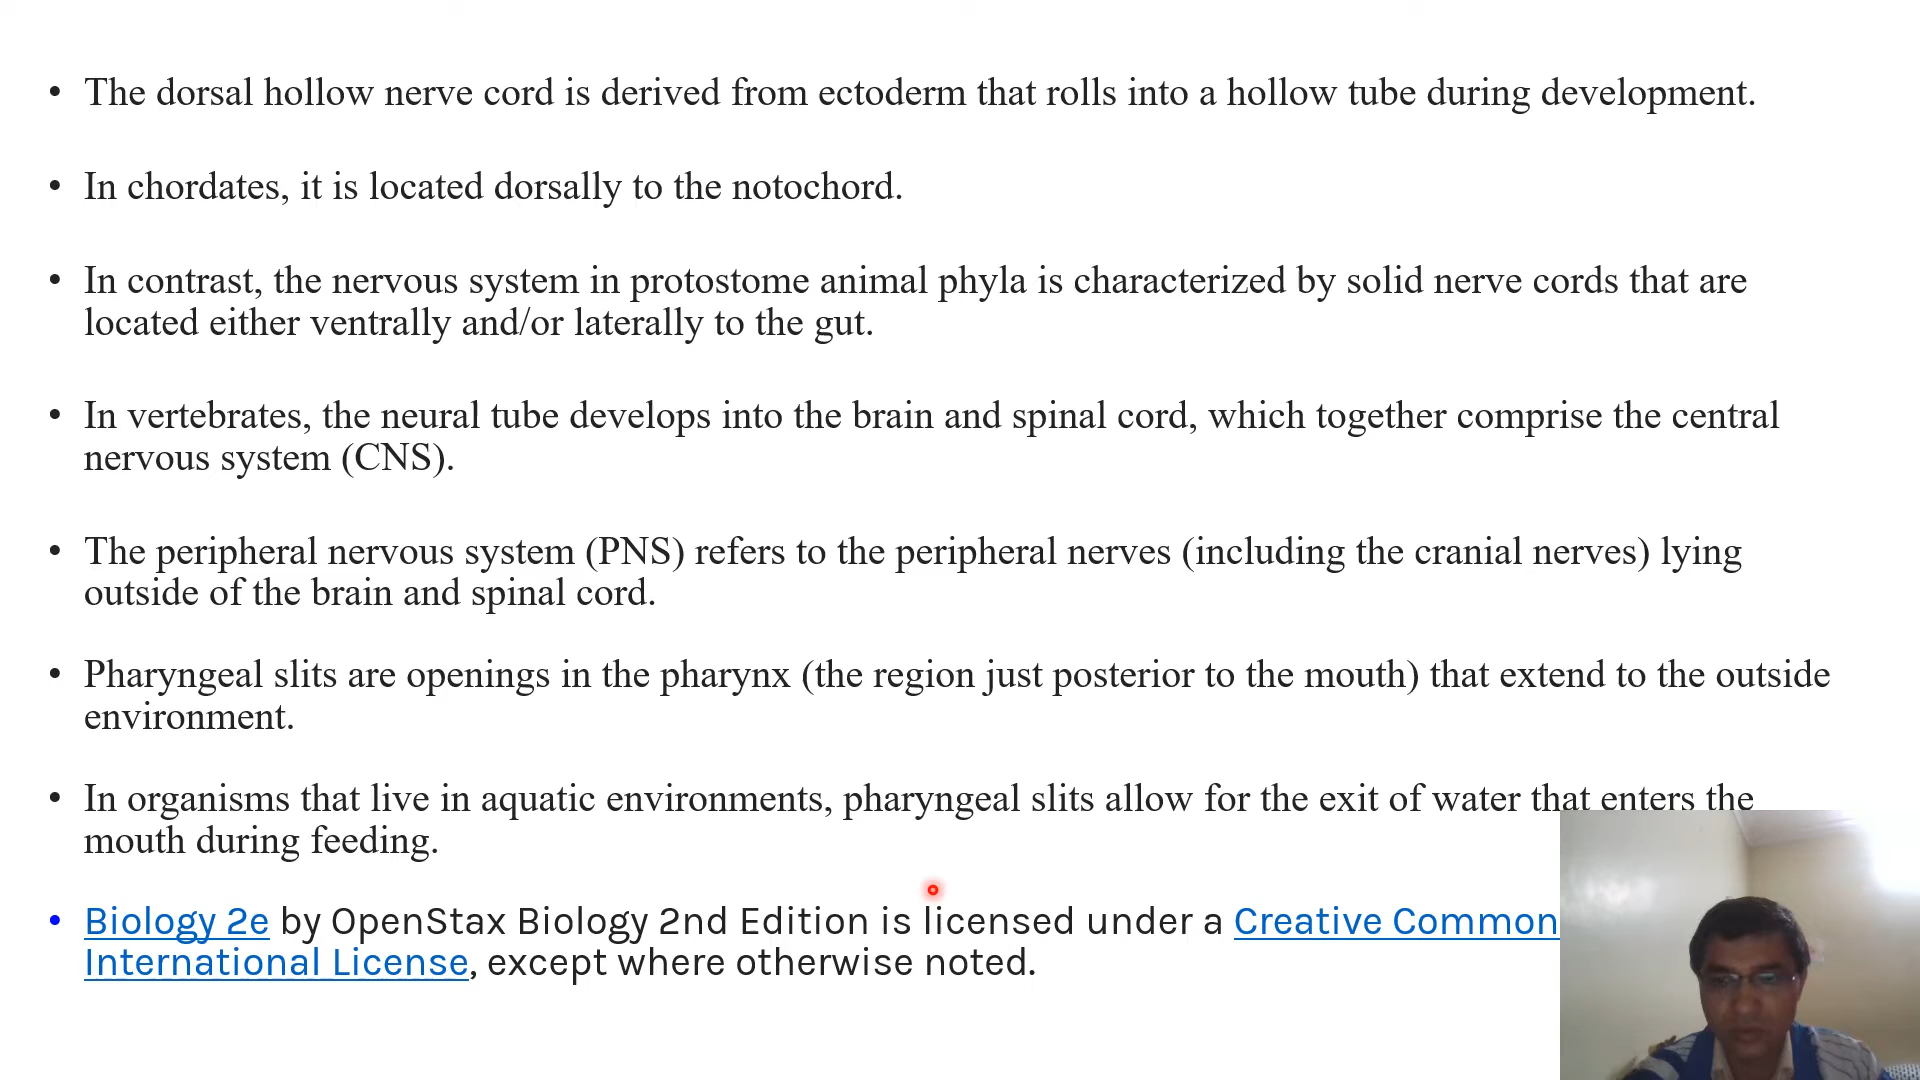 • The dorsal hollow nerve cord is derived from ectoderm that rolls into a hollow tube during development.
• In chordates, it is located dorsally to the notochord.
• In contrast, the nervous system in protostome animal phyla is characterized by solid nerve cords that are
located either ventrally and/or laterally to the gut.
• In vertebrates, the neural tube develops into the brain and spinal cord, which together comprise the central
nervous system (CNS).
• The peripheral nervous system (PNS) refers to the peripheral nerves (including the cranial nerves) lying
outside of the brain and spinal cord.
• Pharyngeal slits are openings in the pharynx (the region just posterior to the mouth) that extend to the outside
environment.
• In organisms that live in aquatic environments, pharyngeal slits allow for the exit of water that enters the
mouth during feeding.
• Biology 2e by OpenStax Biology 2nd Edition is licensed under a Creative Common
International License, except where otherwise noted.